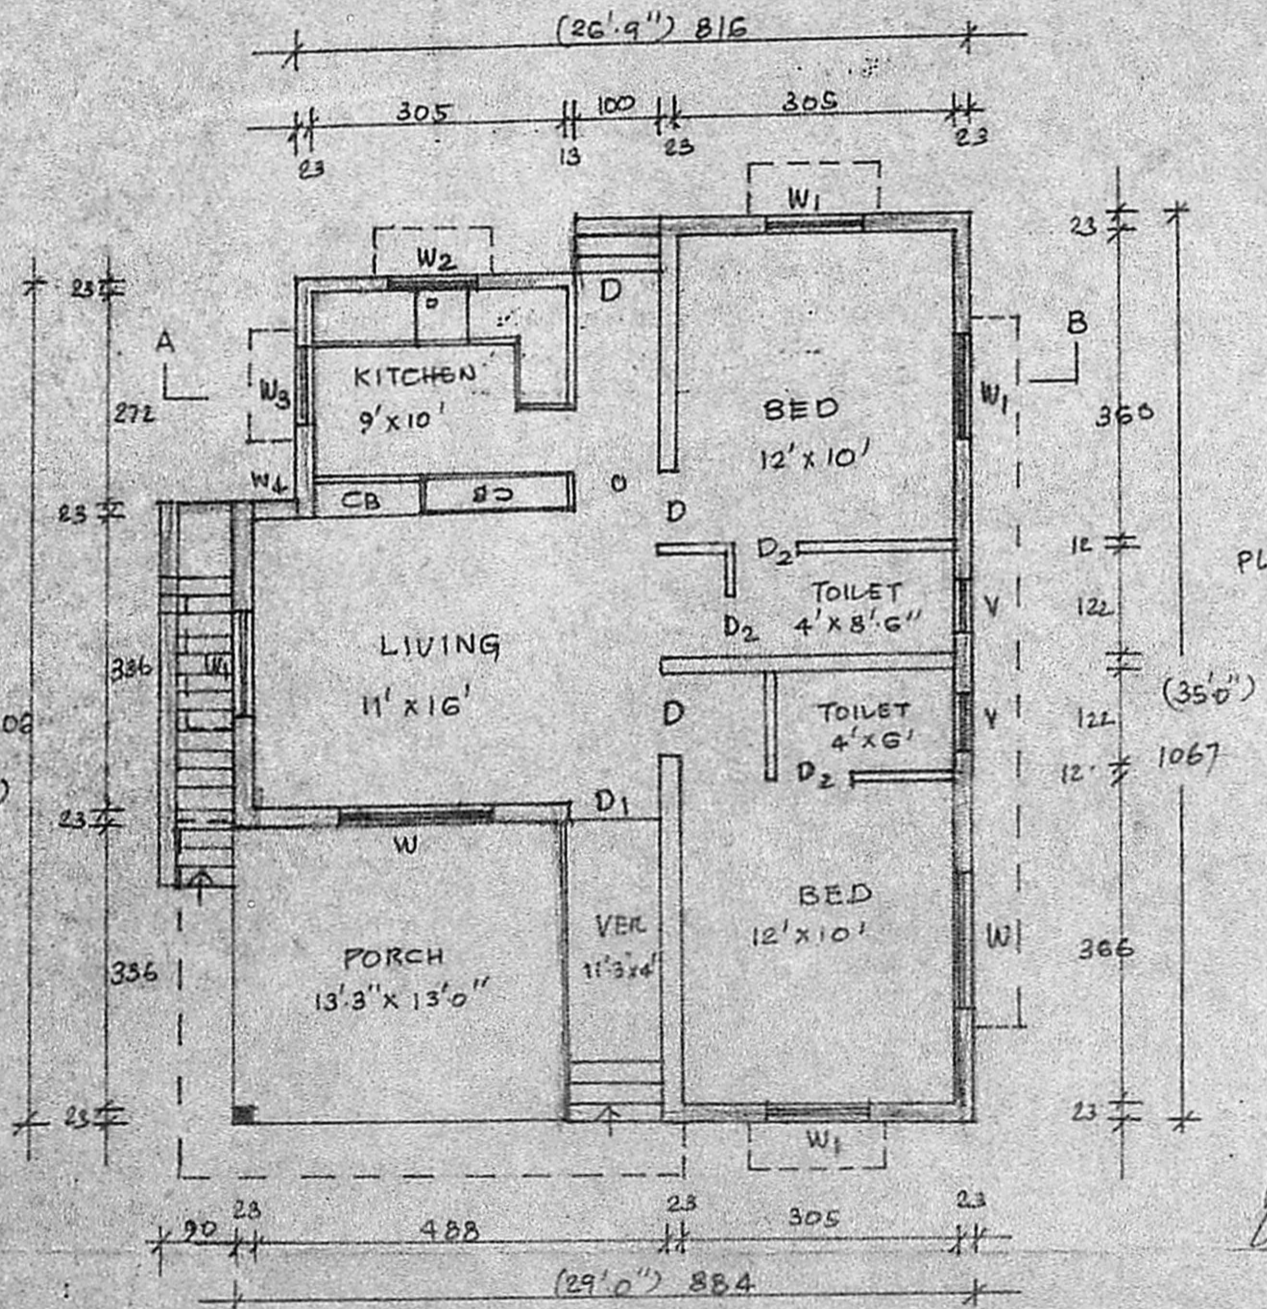 (26'.9") 816
305
100
305
23
13
23
23
W1
23
W2
23
D
A
B
KITCHEN
9'X10'
W3
272
BED
12'X10'
W1
W4
CB
O
D
23
12
D2
TOILET
4'X8'.6"
V
122
D2
LIVING
11'X16'
336
W1
(35'0")
1067
D
TOILET
4'X6'
V
122
D2
12
23
D1
W
BED
12'X10'
VER
11'3"x4'
W
366
PORCH
13'.3"X 13'0"
336
23
23
W1
90
23
488
23
305
23
(29'.0") 884